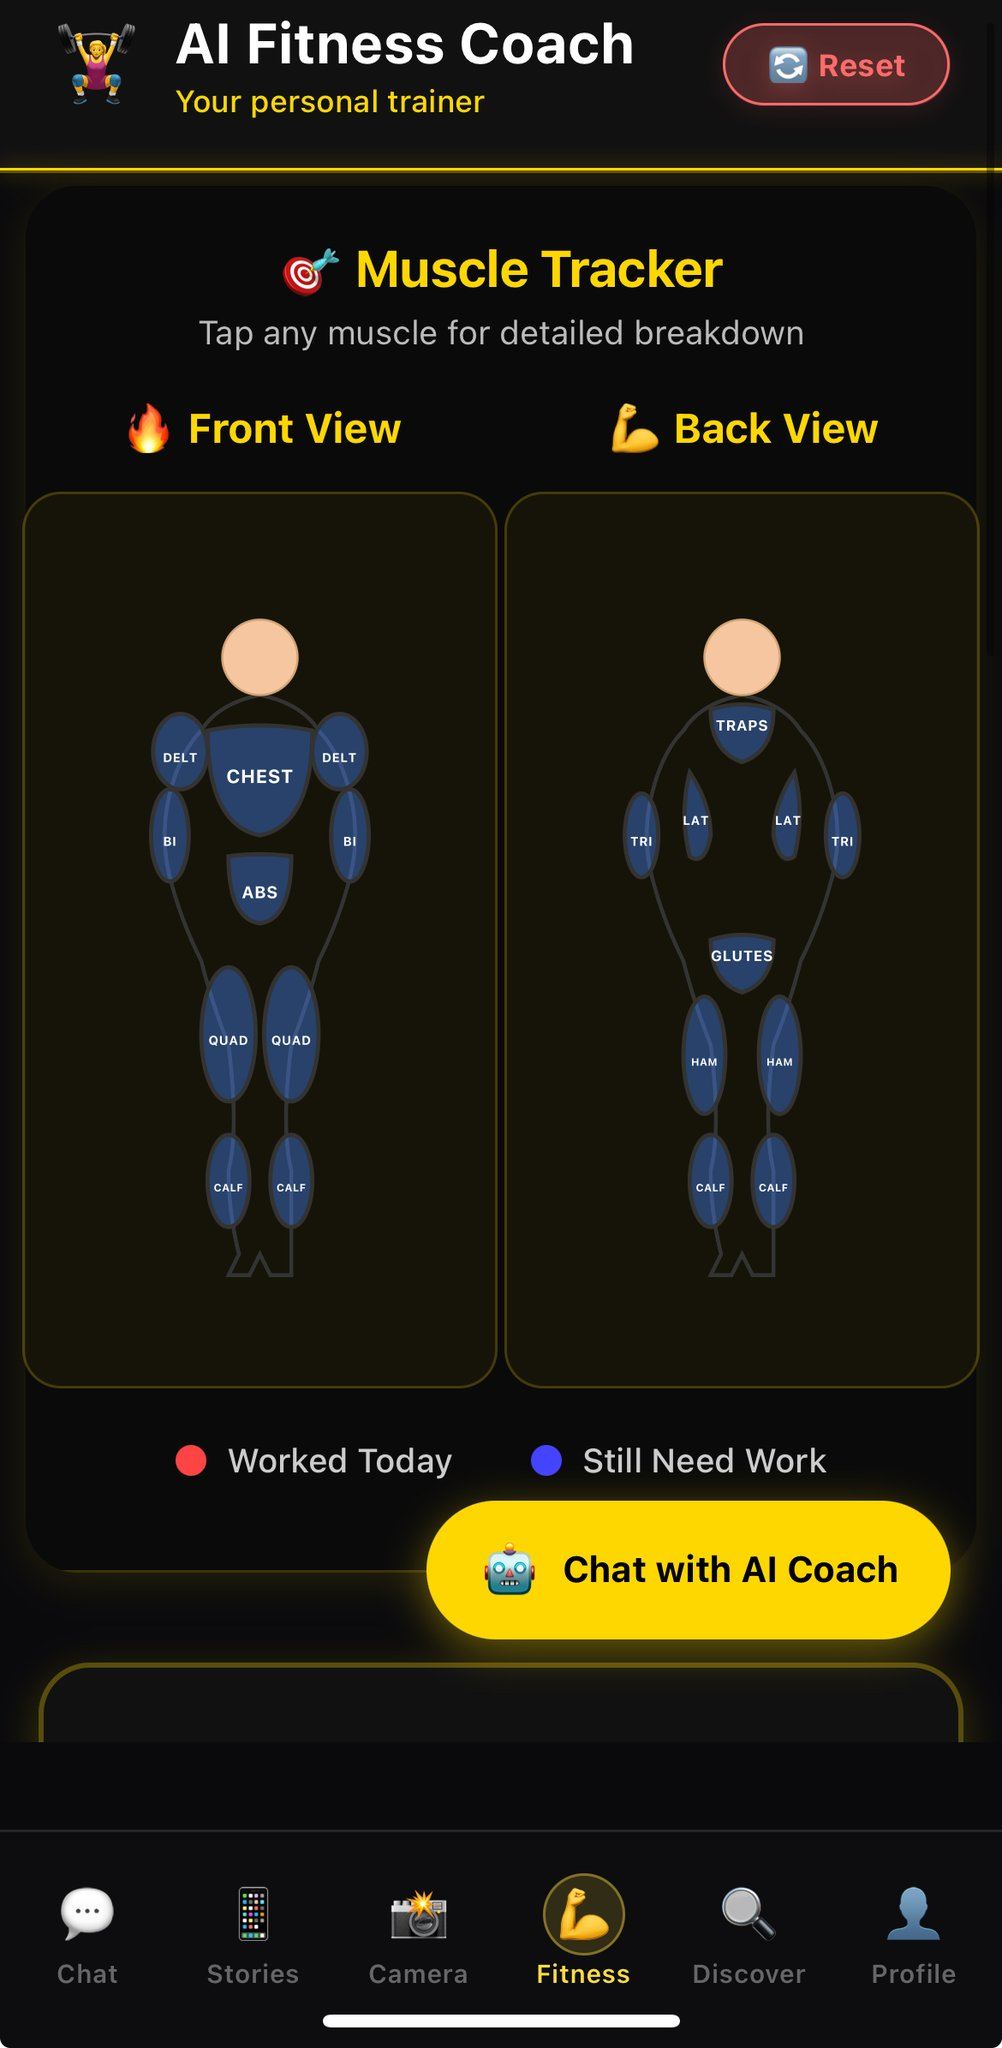 AI Fitness Coach
Your personal trainer
Reset
Muscle Tracker
Tap any muscle for detailed breakdown
Front View
Back View
DELT
CHEST
DELT
BI
BI
ABS
QUAD
QUAD
CALF
CALF
TRAPS
LAT
LAT
TRI
TRI
GLUTES
HAM
HAM
CALF
CALF
Worked Today
Still Need Work
Chat with AI Coach
Chat
Stories
Camera
Fitness
Discover
Profile